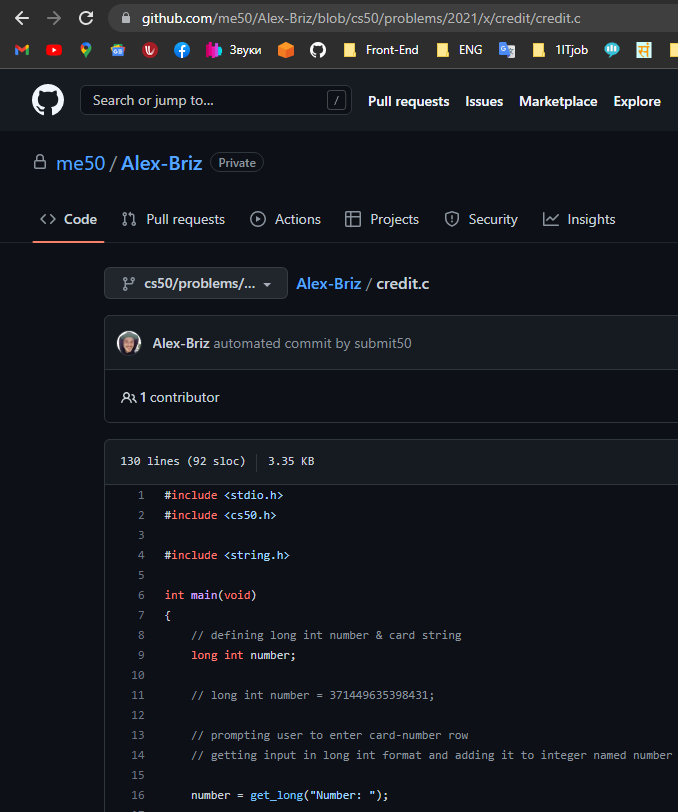 github.com/me50/Alex-Briz/blob/cs50/problems/2021/x/credit/credit.c
Звуки Front-End ENG 1ITjob
Search or jump to... / Pull requests Issues Marketplace Explore
me50 / Alex-Briz Private
Code Pull requests Actions Projects Security Insights
cs50/problems/... Alex-Briz / credit.c
Alex-Briz automated commit by submit50
1 contributor
130 lines (92 sloc) 3.35 KB
1 #include <stdio.h>
2 #include <cs50.h>
3
4 #include <string.h>
5
6 int main(void)
7 {
8 // defining long int number & card string
9 long int number;
10
11 // long int number = 371449635398431;
12
13 // prompting user to enter card-number row
14 // getting input in long int format and adding it to integer named number
15
16 number = get_long("Number: ");